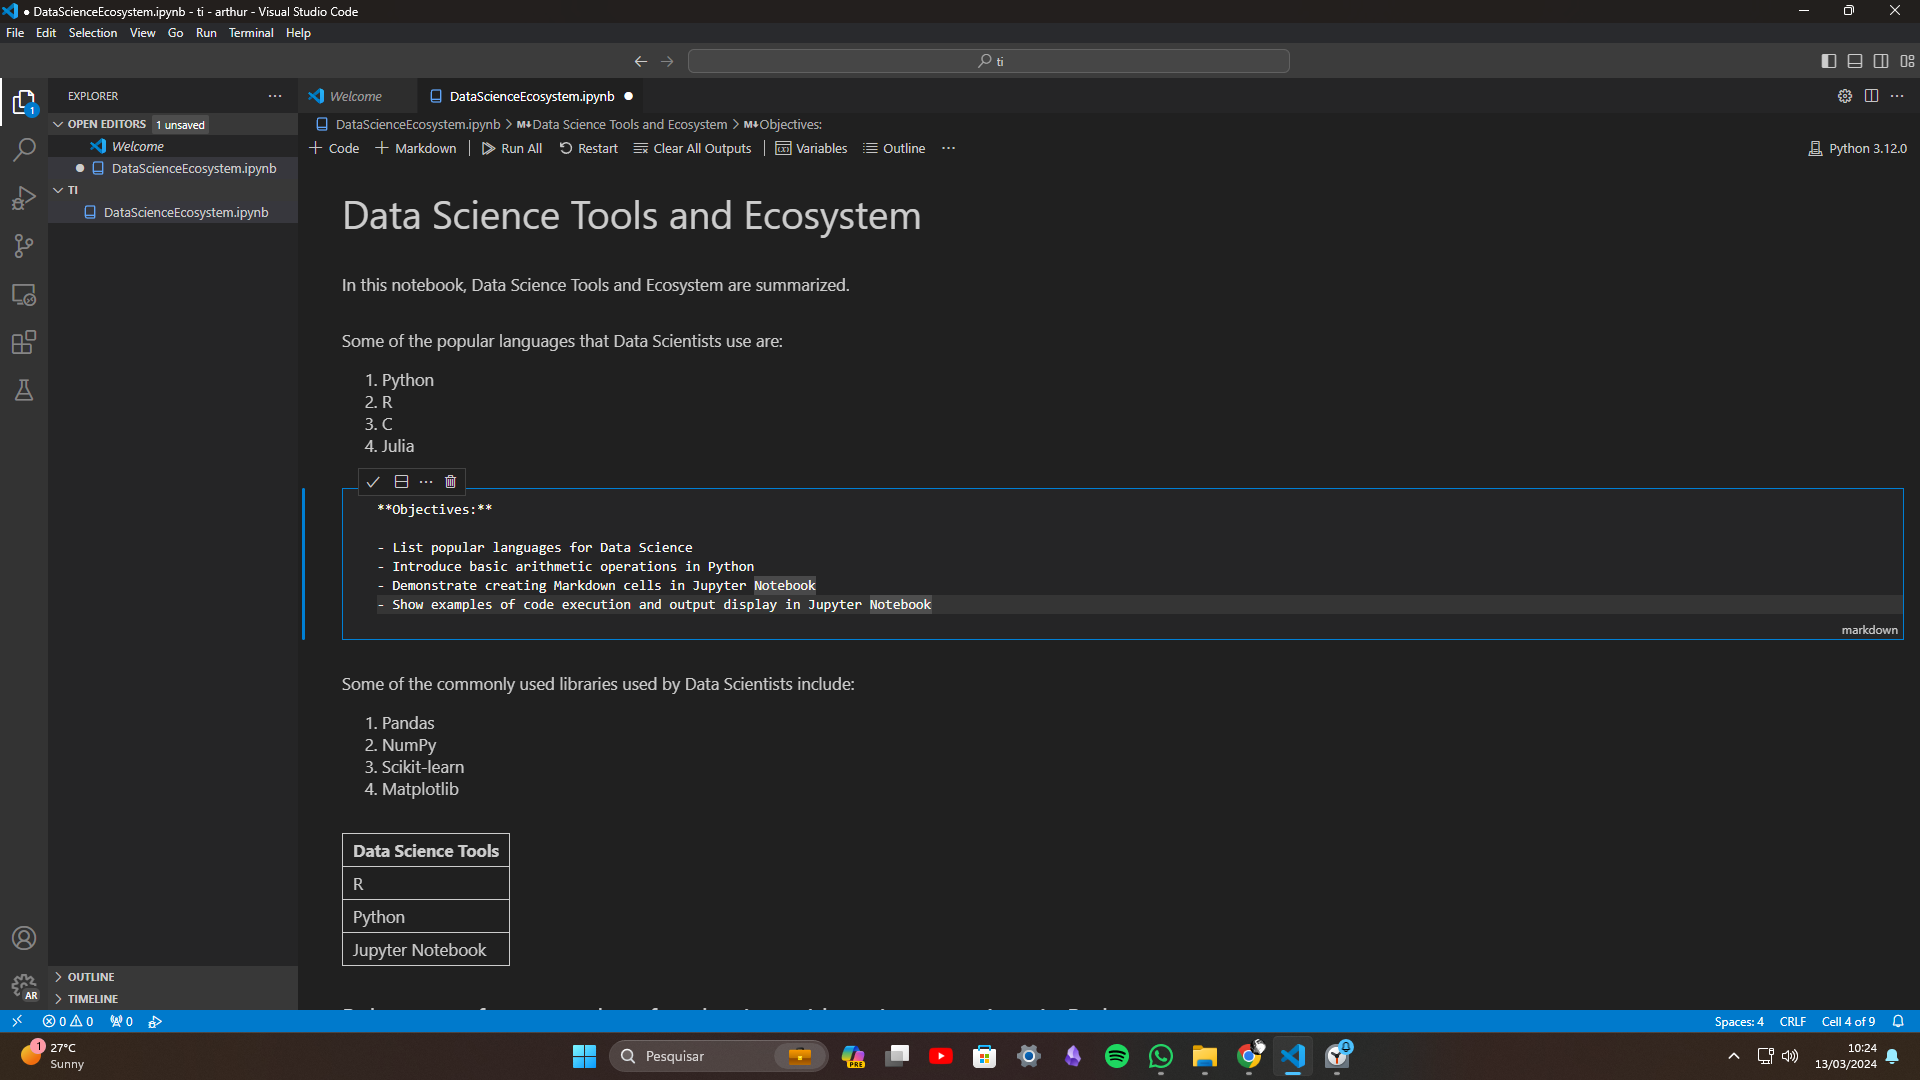 ● DataScienceEcosystem.ipynb - ti - arthur - Visual Studio Code
File Edit Selection View Go Run Terminal Help
ti
EXPLORER
OPEN EDITORS 1 unsaved
Welcome
DataScienceEcosystem.ipynb
TI
DataScienceEcosystem.ipynb
OUTLINE
TIMELINE
Welcome DataScienceEcosystem.ipynb
DataScienceEcosystem.ipynb > M↓Data Science Tools and Ecosystem > M↓Objectives:
Code Markdown Run All Restart Clear All Outputs Variables Outline ...
Python 3.12.0
Data Science Tools and Ecosystem
In this notebook, Data Science Tools and Ecosystem are summarized.
Some of the popular languages that Data Scientists use are:
1. Python
2. R
3. C
4. Julia
**Objectives:**
- List popular languages for Data Science
- Introduce basic arithmetic operations in Python
- Demonstrate creating Markdown cells in Jupyter Notebook
- Show examples of code execution and output display in Jupyter Notebook
markdown
Some of the commonly used libraries used by Data Scientists include:
1. Pandas
2. NumPy
3. Scikit-learn
4. Matplotlib
Data Science Tools
R
Python
Jupyter Notebook
1
AR
0 0 0
Spaces: 4 CRLF Cell 4 of 9
1
27°C
Sunny
Pesquisar
PRE
10:24
13/03/2024